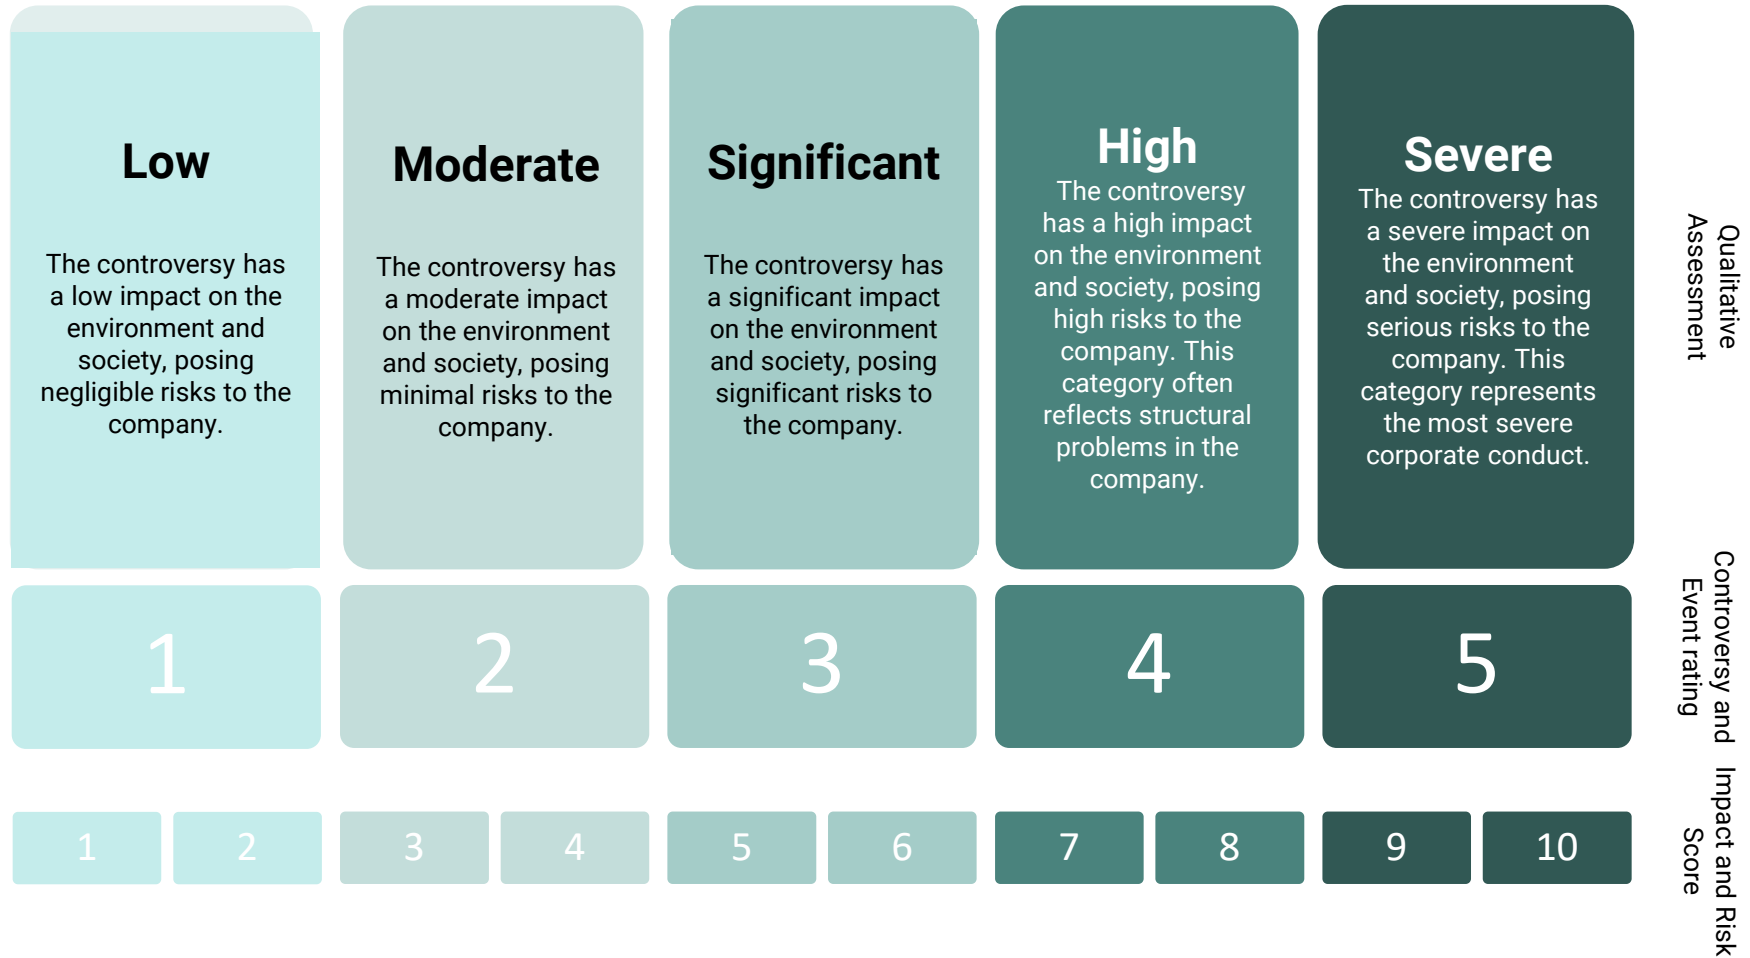 Low
The controversy has
a low impact on the
environment and
society, posing
negligible risks to the
company.
Moderate
The controversy has
a moderate impact
on the environment
and society, posing
minimal risks to the
company.
Significant
The controversy has
a significant impact
on the environment
and society, posing
significant risks to
the company.
High
The controversy
has a high impact
on the environment
and society, posing
high risks to the
company. This
category often
reflects structural
problems in the
company.
Severe
The controversy has
a severe impact on
the environment
and society, posing
serious risks to the
company. This
category represents
the most severe
corporate conduct.
Qualitative
Assessment
1
2
3
4
5
Controversy and
Event rating
1
2
3
4
5
6
7
8
9
10
Impact and Risk
Score